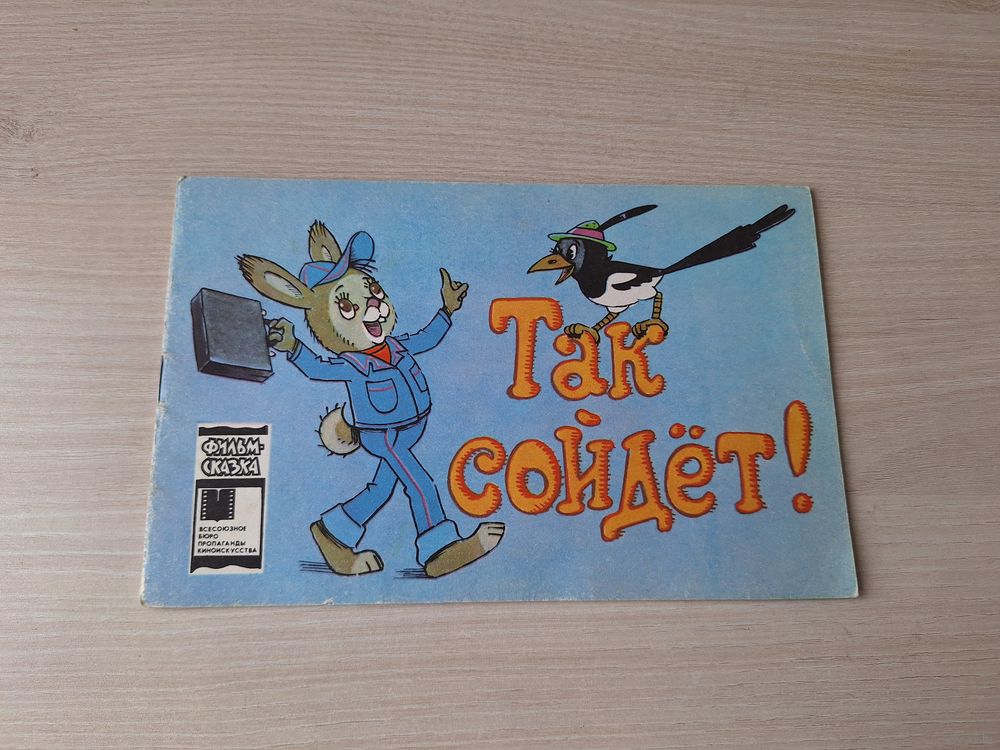 Так
сойдёт!
ФИЛЬМ-
СКАЗКА
ВСЕСОЮЗНОЕ
БЮРО
ПРОПАГАНДЫ
КИНОИСКУССТВА